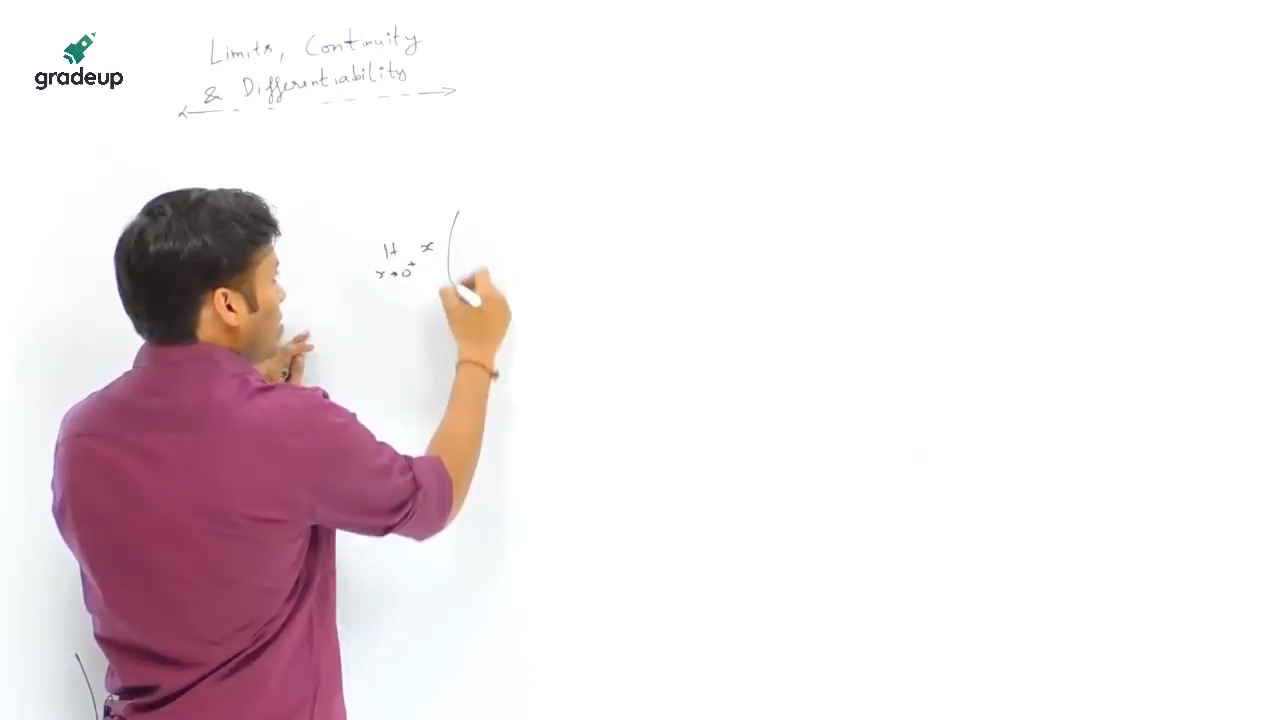 gradeup
Limits, Continuity
& Differentiability
lt x (
x→0⁺